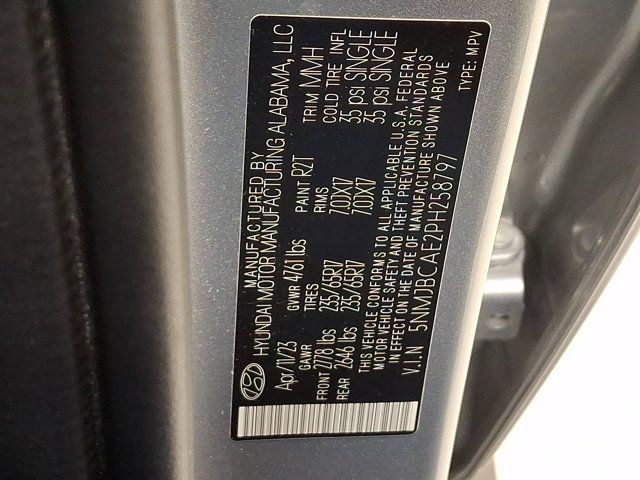 MANUFACTURED BY
HYUNDAI MOTOR MANUFACTURING ALABAMA, LLC
Apr/11/23 GVWR 4761 lbs PAINT R2T TRIM MMH
GAWR TIRES RIMS COLD TIRE INFL
FRONT 2778 lbs 235/65R17 7.0JX17 35 psi SINGLE
REAR 2646 lbs 235/65R17 7.0JX17 35 psi SINGLE
THIS VEHICLE CONFORMS TO ALL APPLICABLE U.S.A. FEDERAL
MOTOR VEHICLE SAFETY AND THEFT PREVENTION STANDARDS
IN EFFECT ON THE DATE OF MANUFACTURE SHOWN ABOVE
V.I.N 5NMJBCAE2PH258797 TYPE: MPV